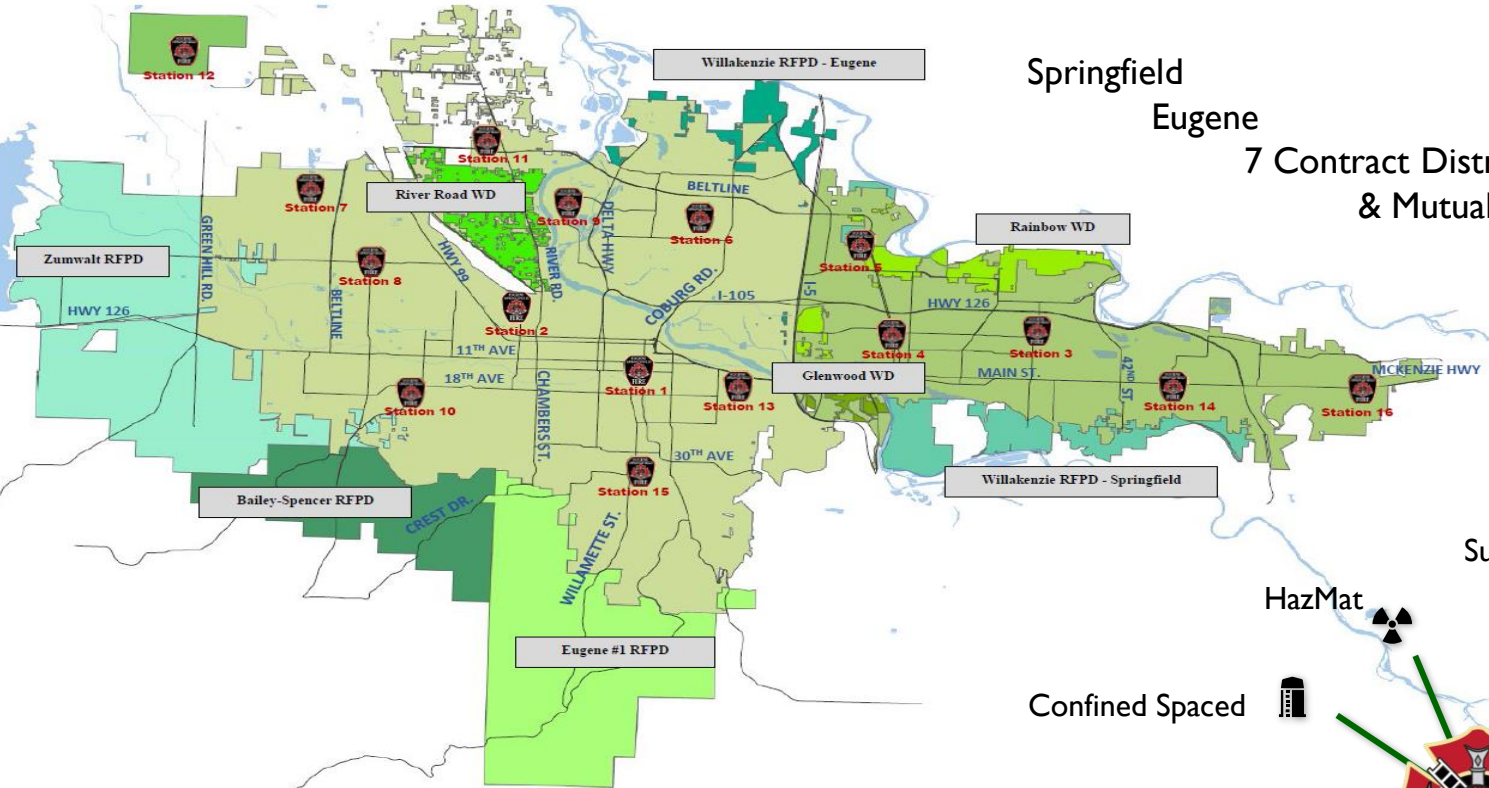 Station 12
Willakenzie RFPD - Eugene
Springfield
Eugene
7 Contract Distr
& Mutual
Station 11
Station 7
River Road WD
Station 9
BELTLINE
DELTA HWY
Station 6
Rainbow WD
GREEN HILL RD.
Zumwalt RFPD
Station 8
HWY 99
RIVER RD.
Station 5
HWY 126
BELTLINE
COBURG RD.
I-105
I-5
HWY 126
Station 2
11TH AVE
Station 4
Station 3
18TH AVE
CHAMBERS ST.
Station 1
Glenwood WD
MAIN ST.
42ND ST
MCKENZIE HWY
Station 10
Station 13
Station 14
Station 16
30TH AVE
Station 15
Willakenzie RFPD - Springfield
Bailey-Spencer RFPD
CREST DR.
WILLAMETTE ST.
Su
HazMat
Eugene #1 RFPD
Confined Spaced